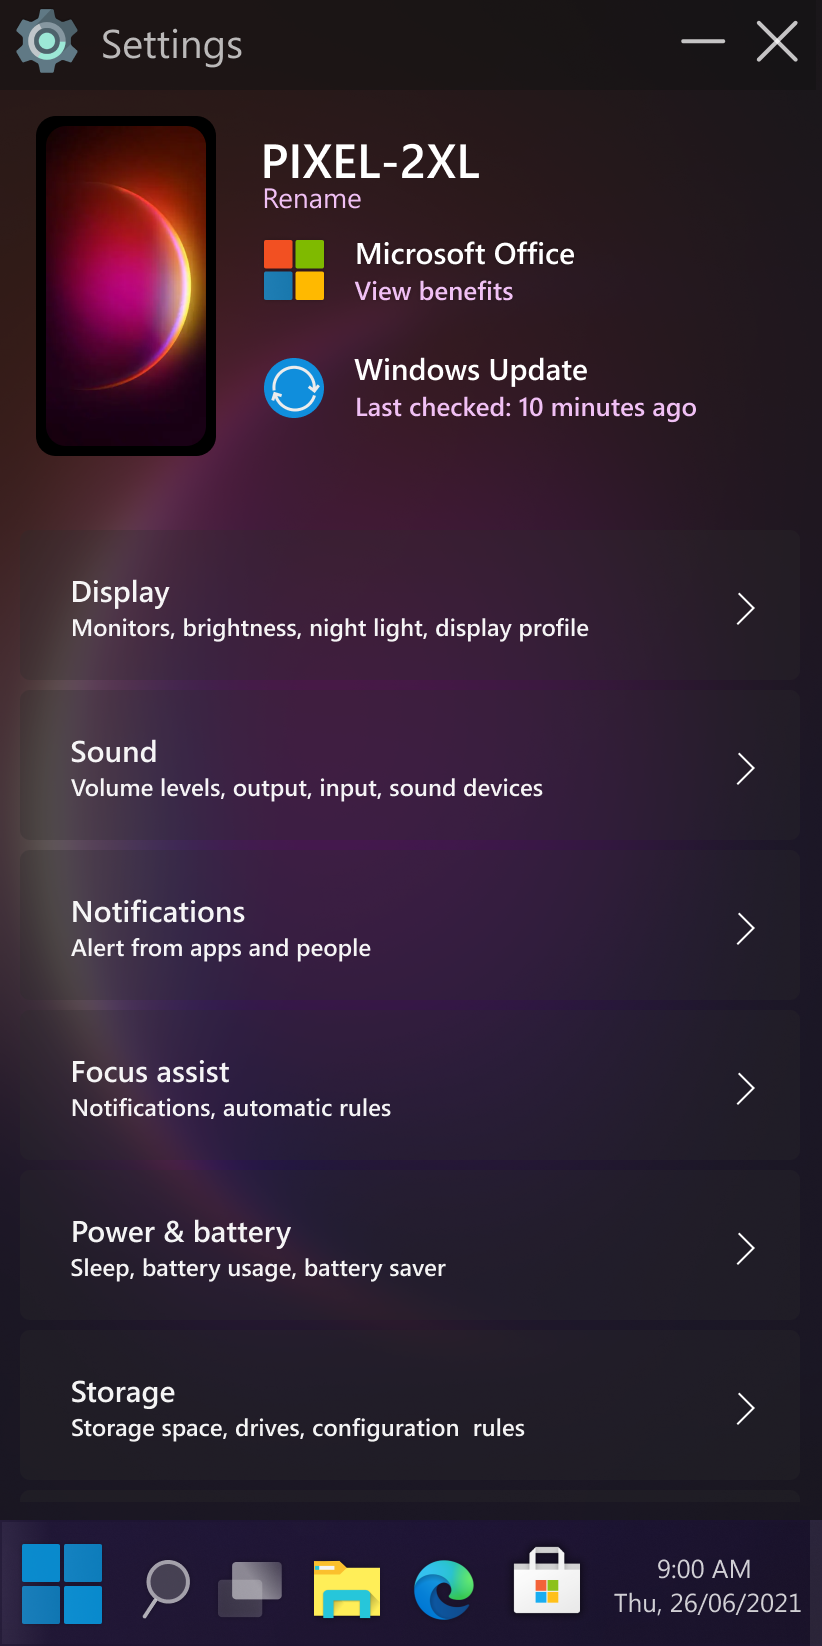 Settings
PIXEL-2XL
Rename
Microsoft Office
View benefits
Windows Update
Last checked: 10 minutes ago
Display
Monitors, brightness, night light, display profile
Sound
Volume levels, output, input, sound devices
Notifications
Alert from apps and people
Focus assist
Notifications, automatic rules
Power & battery
Sleep, battery usage, battery saver
Storage
Storage space, drives, configuration  rules
9:00 AM
Thu, 26/06/2021